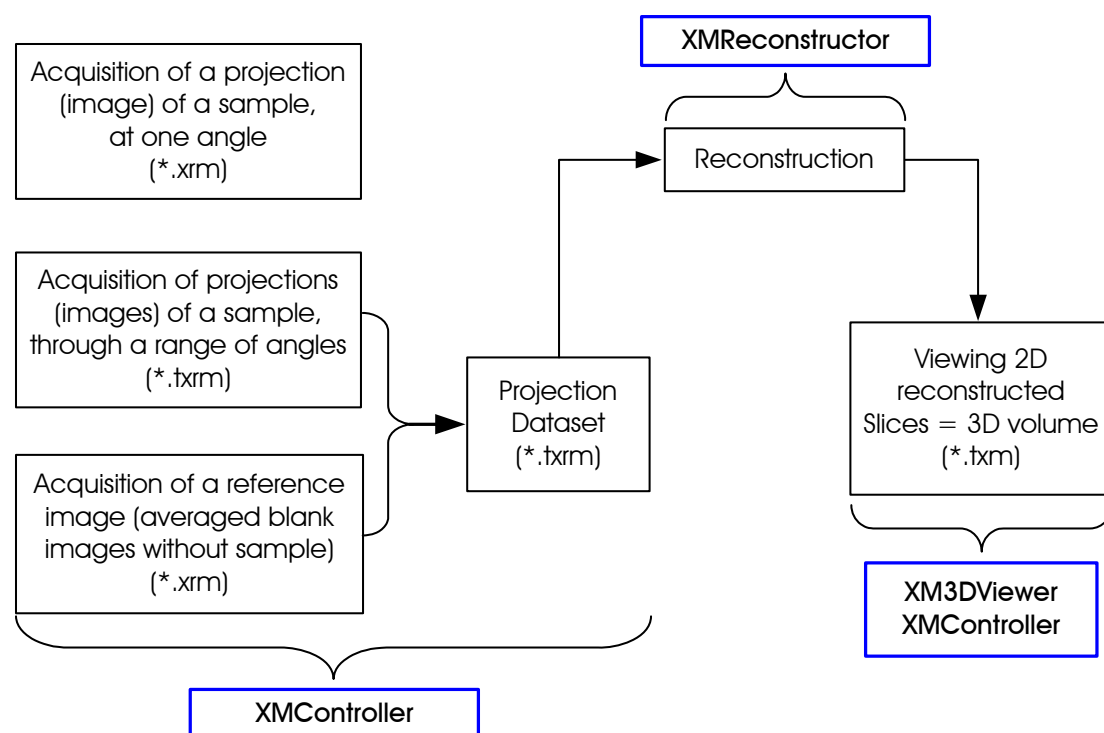 XMReconstructor
Acquisition of a projection
(image) of a sample,
at one angle
(*.xrm)
Reconstruction
Acquisition of projections
(images) of a sample,
through a range of angles
(*.txrm)
Projection
Dataset
(*.txrm)
Viewing 2D
reconstructed
Slices = 3D volume
(*.txm)
Acquisition of a reference
image (averaged blank
images without sample)
(*.xrm)
XM3DViewer
XMController
XMController